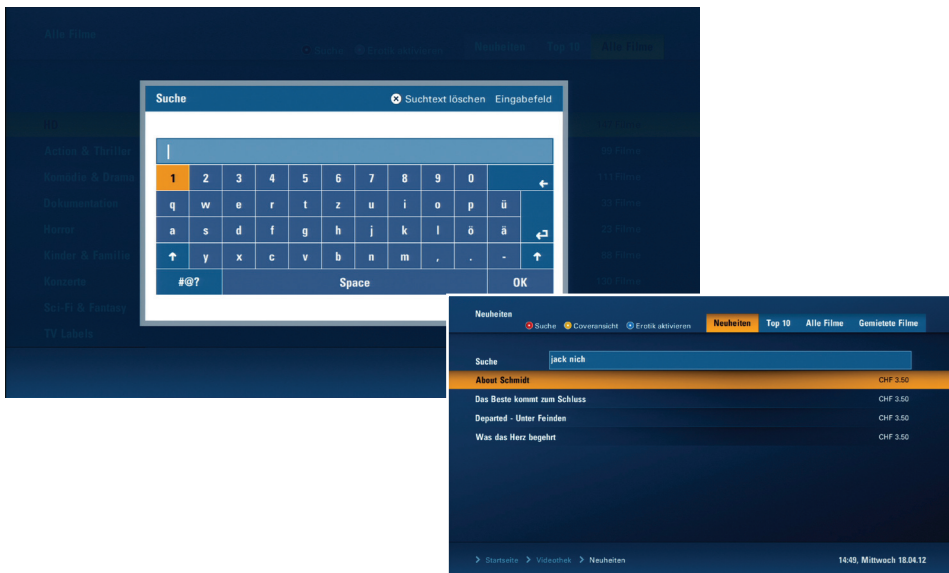 Alle Filme
Suche Erotik aktivieren Neuheiten Top 10 Alle Filme
Suche Suchtext löschen Eingabefeld
1 2 3 4 5 6 7 8 9 0
q w e r t z u i o p ü
a s d f g h j k l ö ä
y x c v b n m , . -
#@? Space OK
HD
Action & Thriller
Komödie & Drama
Dokumentation
Horror
Kinder & Familie
Konzerte
Sci-Fi & Fantasy
TV Labels
Neuheiten
Suche Coveransicht Erotik aktivieren Neuheiten Top 10 Alle Filme Gemietete Filme
Suche jack nich
About Schmidt CHF 3.50
Das Beste kommt zum Schluss CHF 3.50
Departed - Unter Feinden CHF 3.50
Was das Herz begehrt CHF 3.50
> Startseite > Videothek > Neuheiten 14:49, Mittwoch 18.04.12